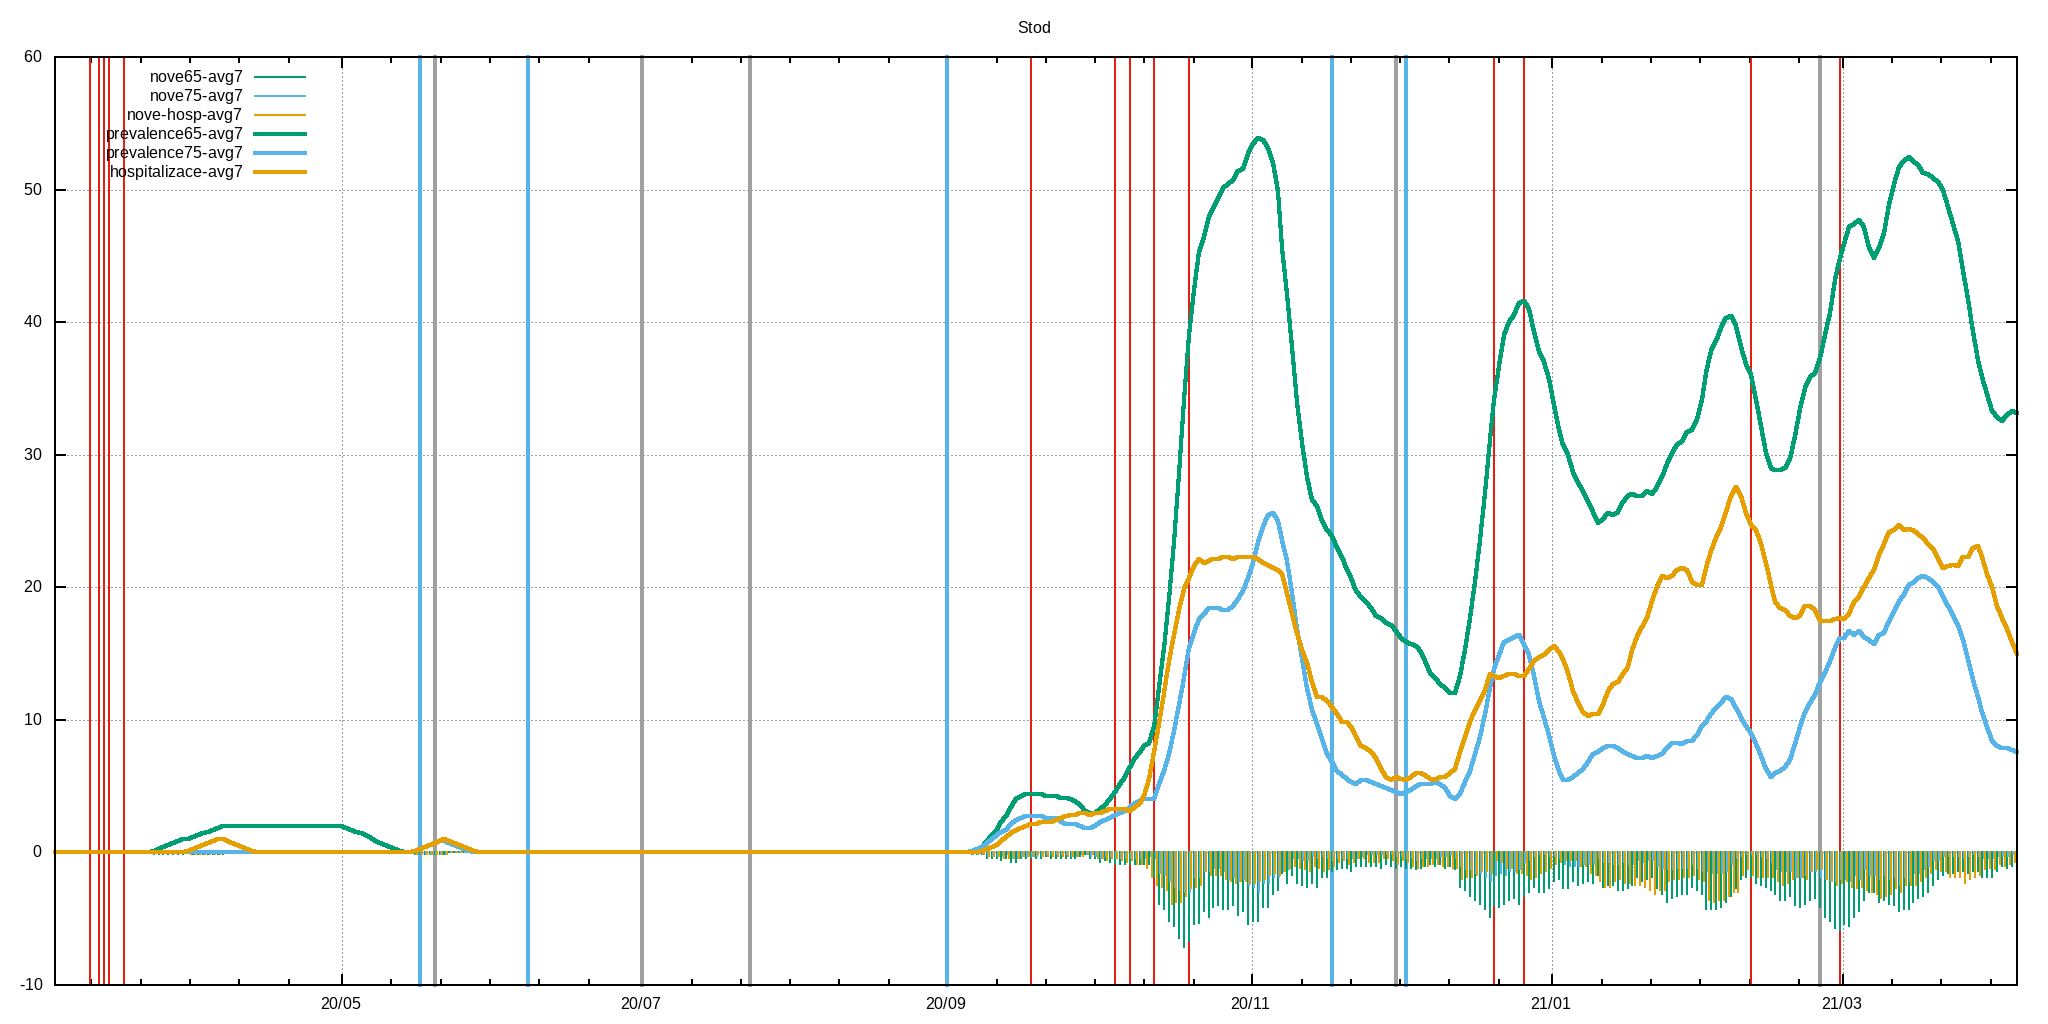 Stod
60
nove65-avg7
nove75-avg7
nove-hosp-avg7
prevalence65-avg7
prevalence75-avg7
hospitalizace-avg7
50
40
30
20
10
0
-10
20/05 20/07 20/09 20/11 21/01 21/03